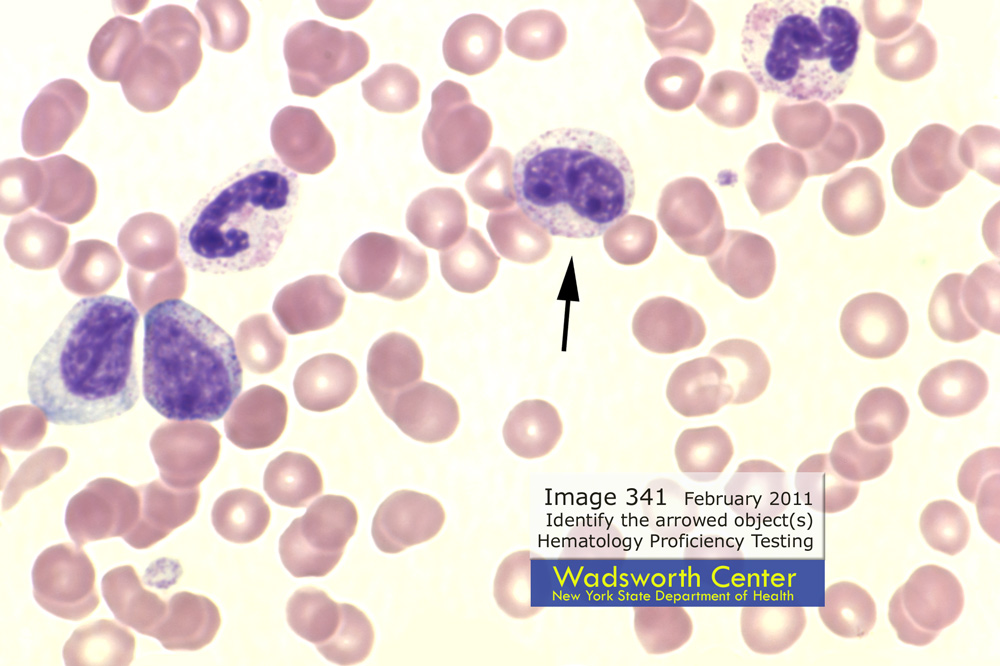 Image 341 February 2011
Identify the arrowed object(s)
Hematology Proficiency Testing
Wadsworth Center
New York State Department of Health